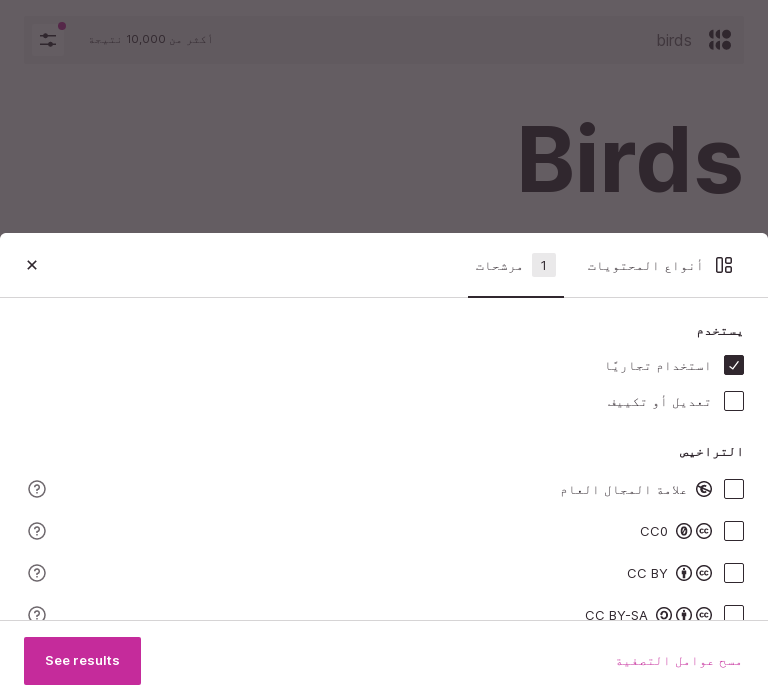 birds
أكثر من 10,000 نتيجة
Birds
أنواع المحتويات
1 مرشحات
يستخدم
استخدام تجاريًا
تعديل أو تكييف
التراخيص
علامة المجال العام
CC0
CC BY
CC BY-SA
مسح عوامل التصفية
See results